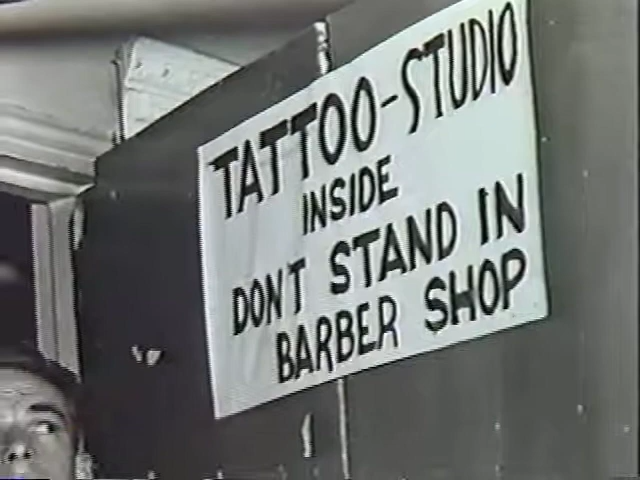 TATTOO-STUDIO
INSIDE
DON'T STAND IN
BARBER SHOP